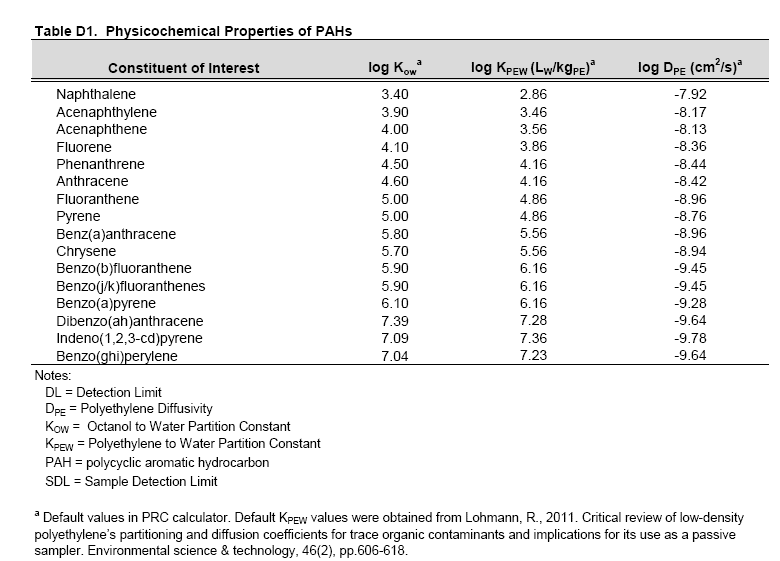 Table D1.  Physicochemical Properties of PAHs
Constituent of Interest log Kow^a log KPEW (LW/kgPE)^a log DPE (cm²/s)^a
Naphthalene 3.40 2.86 -7.92
Acenaphthylene 3.90 3.46 -8.17
Acenaphthene 4.00 3.56 -8.13
Fluorene 4.10 3.86 -8.36
Phenanthrene 4.50 4.16 -8.44
Anthracene 4.60 4.16 -8.42
Fluoranthene 5.00 4.86 -8.96
Pyrene 5.00 4.86 -8.76
Benz(a)anthracene 5.80 5.56 -8.96
Chrysene 5.70 5.56 -8.94
Benzo(b)fluoranthene 5.90 6.16 -9.45
Benzo(j/k)fluoranthenes 5.90 6.16 -9.45
Benzo(a)pyrene 6.10 6.16 -9.28
Dibenzo(ah)anthracene 7.39 7.28 -9.64
Indeno(1,2,3-cd)pyrene 7.09 7.36 -9.78
Benzo(ghi)perylene 7.04 7.23 -9.64
Notes:
DL = Detection Limit
DPE = Polyethylene Diffusivity
KOW =  Octanol to Water Partition Constant
KPEW = Polyethylene to Water Partition Constant
PAH = polycyclic aromatic hydrocarbon
SDL = Sample Detection Limit
a Default values in PRC calculator. Default KPEW values were obtained from Lohmann, R., 2011. Critical review of low-density
polyethylene's partitioning and diffusion coefficients for trace organic contaminants and implications for its use as a passive
sampler. Environmental science & technology, 46(2), pp.606-618.